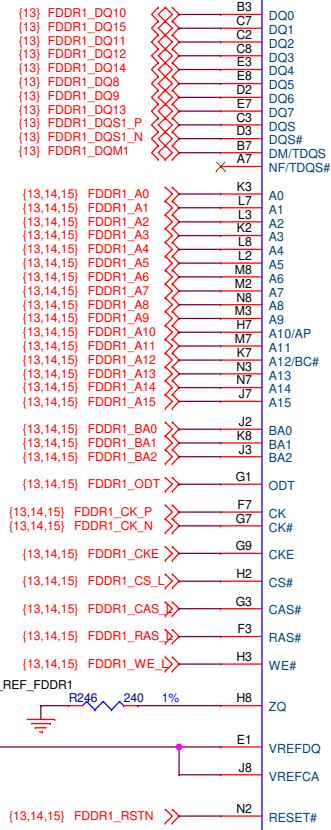 {13} FDDR1_DQ10 B3 DQ0
{13} FDDR1_DQ15 C7 DQ1
{13} FDDR1_DQ11 C2 DQ2
{13} FDDR1_DQ12 C8 DQ3
{13} FDDR1_DQ14 E3 DQ4
{13} FDDR1_DQ8 E8 DQ5
{13} FDDR1_DQ9 D2 DQ6
{13} FDDR1_DQ13 E7 DQ7
{13} FDDR1_DQS1_P C3 DQS
{13} FDDR1_DQS1_N D3 DQS#
{13} FDDR1_DQM1 B7 DM/TDQS
A7 NF/TDQS#
{13,14,15} FDDR1_A0 K3 A0
{13,14,15} FDDR1_A1 L7 A1
{13,14,15} FDDR1_A2 L3 A2
{13,14,15} FDDR1_A3 K2 A3
{13,14,15} FDDR1_A4 L8 A4
{13,14,15} FDDR1_A5 L2 A5
{13,14,15} FDDR1_A6 M8 A6
{13,14,15} FDDR1_A7 M2 A7
{13,14,15} FDDR1_A8 N8 A8
{13,14,15} FDDR1_A9 M3 A9
{13,14,15} FDDR1_A10 H7 A10/AP
{13,14,15} FDDR1_A11 M7 A11
{13,14,15} FDDR1_A12 K7 A12/BC#
{13,14,15} FDDR1_A13 N3 A13
{13,14,15} FDDR1_A14 N7 A14
{13,14,15} FDDR1_A15 J7 A15
{13,14,15} FDDR1_BA0 J2 BA0
{13,14,15} FDDR1_BA1 K8 BA1
{13,14,15} FDDR1_BA2 J3 BA2
{13,14,15} FDDR1_ODT G1 ODT
{13,14,15} FDDR1_CK_P F7 CK
{13,14,15} FDDR1_CK_N G7 CK#
{13,14,15} FDDR1_CKE G9 CKE
{13,14,15} FDDR1_CS_L H2 CS#
{13,14,15} FDDR1_CAS_L G3 CAS#
{13,14,15} FDDR1_RAS_L F3 RAS#
{13,14,15} FDDR1_WE_L H3 WE#
_REF_FDDR1
R246 240 1% H8 ZQ
E1 VREFDQ
J8 VREFCA
{13,14,15} FDDR1_RSTN N2 RESET#